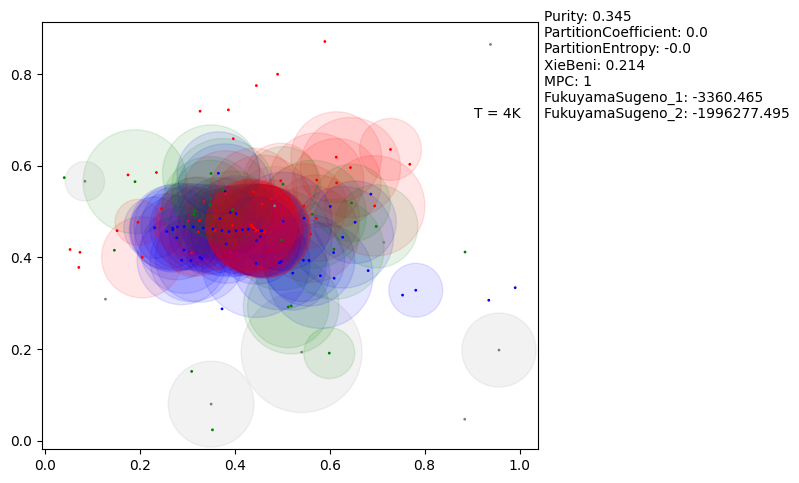 Purity: 0.345
PartitionCoefficient: 0.0
PartitionEntropy: -0.0
XieBeni: 0.214
MPC: 1
FukuyamaSugeno_1: -3360.465
FukuyamaSugeno_2: -1996277.495
T = 4K
0.8
0.6
0.4
0.2
0.0
0.0 0.2 0.4 0.6 0.8 1.0